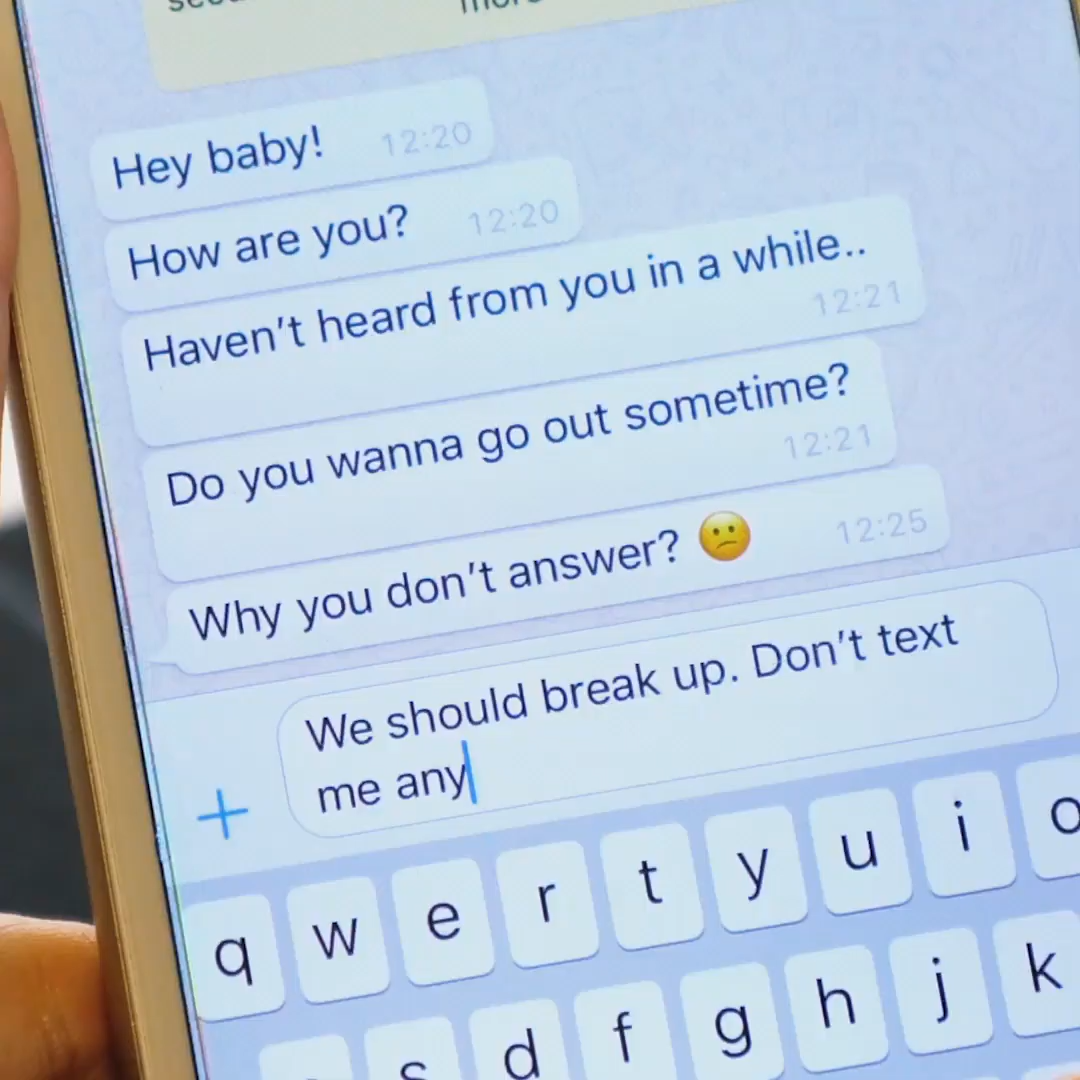 more
Hey baby! 12:20
How are you? 12:20
Haven't heard from you in a while..
12:21
Do you wanna go out sometime?
12:21
Why you don't answer? 😕 12:25
We should break up. Don't text
me any
+
q w e r t y u i o
s d f g h j k